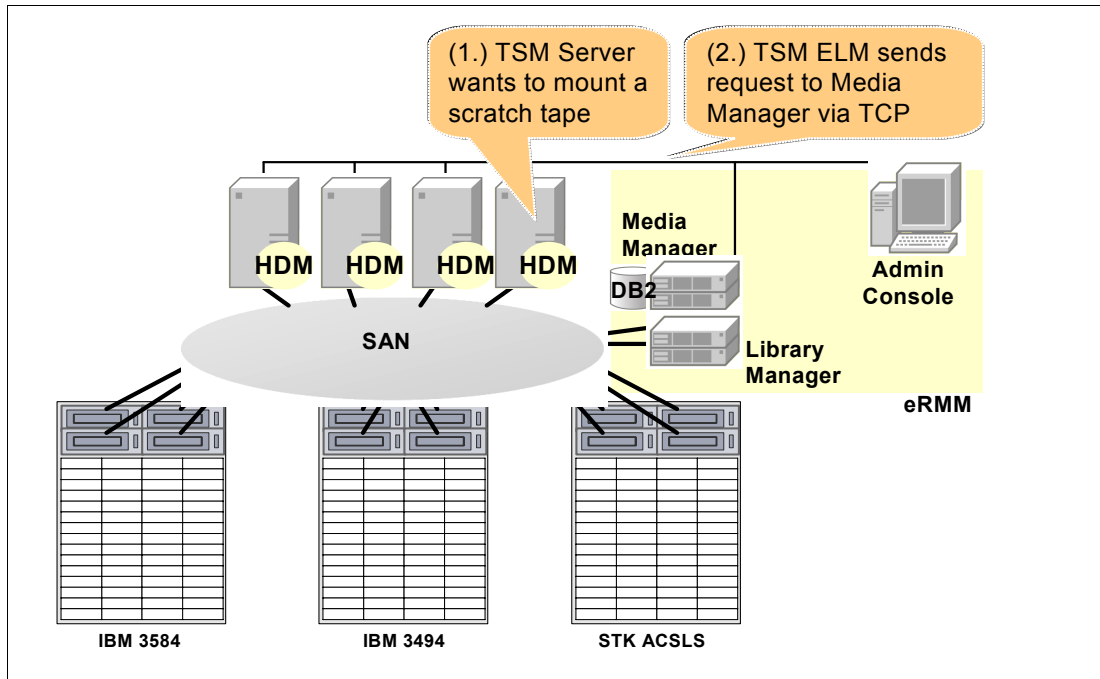 (1.) TSM Server
wants to mount a
scratch tape
(2.) TSM ELM sends
request to Media
Manager via TCP
HDM
HDM
HDM
HDM
Media
Manager
DB2
Admin
Console
SAN
Library
Manager
eRMM
IBM 3584
IBM 3494
STK ACSLS